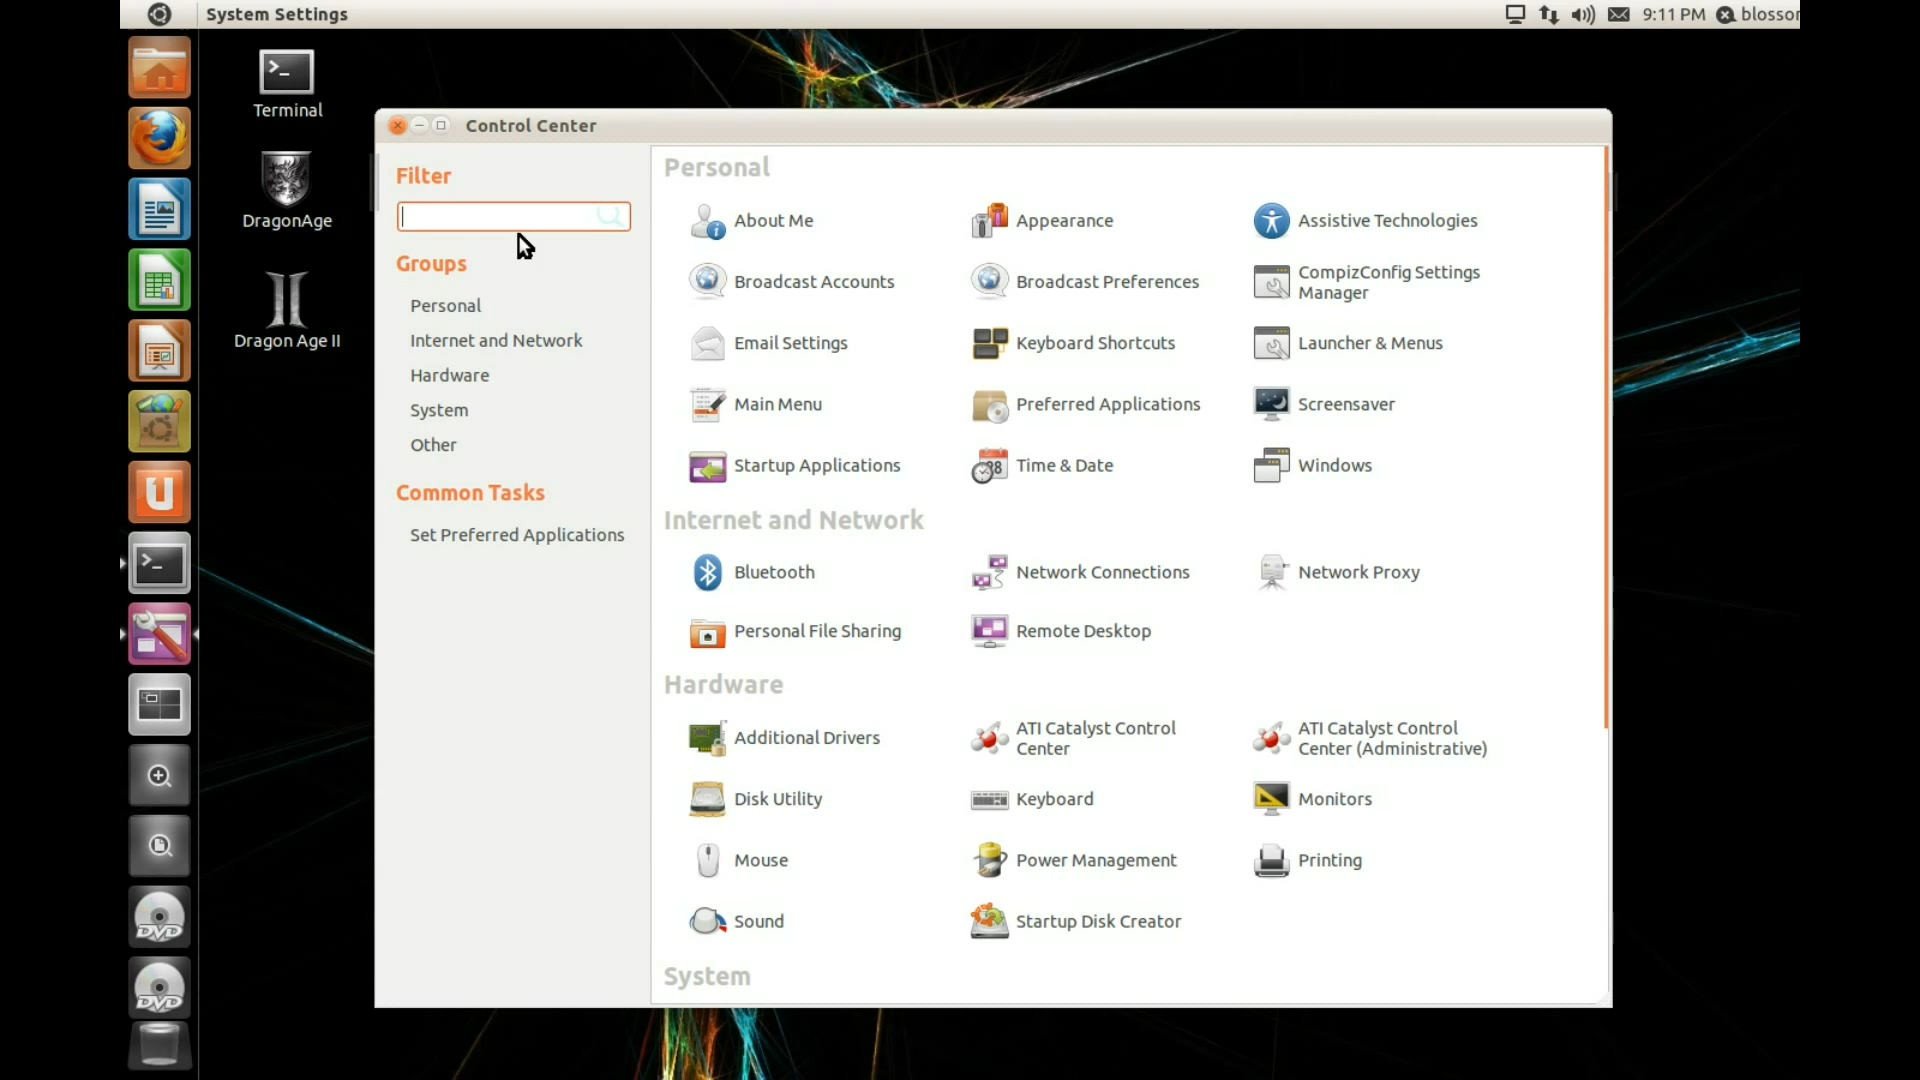 System Settings
9:11 PM
blossor
Terminal
DragonAge
Dragon Age II
Control Center
Filter
Groups
Personal
Internet and Network
Hardware
System
Other
Common Tasks
Set Preferred Applications
Personal
About Me
Appearance
Assistive Technologies
Broadcast Accounts
Broadcast Preferences
CompizConfig Settings
Manager
Email Settings
Keyboard Shortcuts
Launcher & Menus
Main Menu
Preferred Applications
Screensaver
Startup Applications
Time & Date
Windows
Internet and Network
Bluetooth
Network Connections
Network Proxy
Personal File Sharing
Remote Desktop
Hardware
Additional Drivers
ATI Catalyst Control
Center
ATI Catalyst Control
Center (Administrative)
Disk Utility
Keyboard
Monitors
Mouse
Power Management
Printing
Sound
Startup Disk Creator
System
DVD
DVD